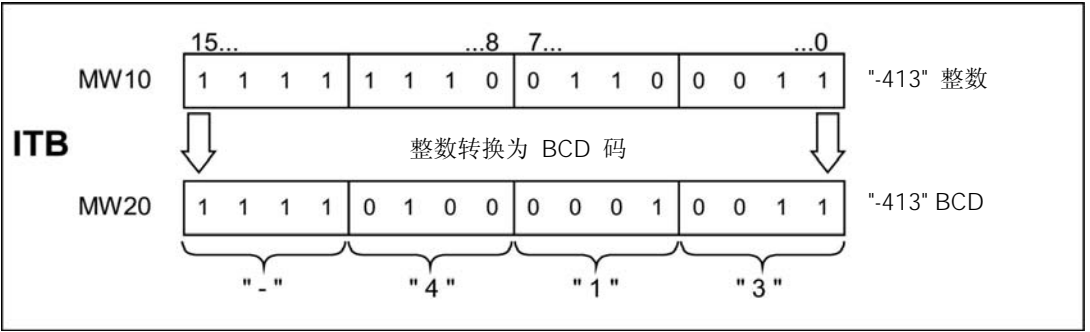 15... ...8 7... ...0
MW10 1 1 1 1 1 1 1 0 0 1 1 0 0 0 1 1 "-413" 整数
ITB 整数转换为 BCD 码
MW20 1 1 1 1 0 1 0 0 0 0 0 1 0 0 1 1 "-413" BCD
" - " " 4 " " 1 " " 3 "